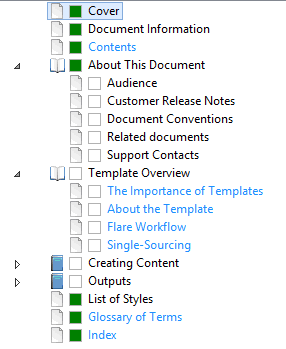 Cover
Document Information
Contents
About This Document
Audience
Customer Release Notes
Document Conventions
Related documents
Support Contacts
Template Overview
The Importance of Templates
About the Template
Flare Workflow
Single-Sourcing
Creating Content
Outputs
List of Styles
Glossary of Terms
Index